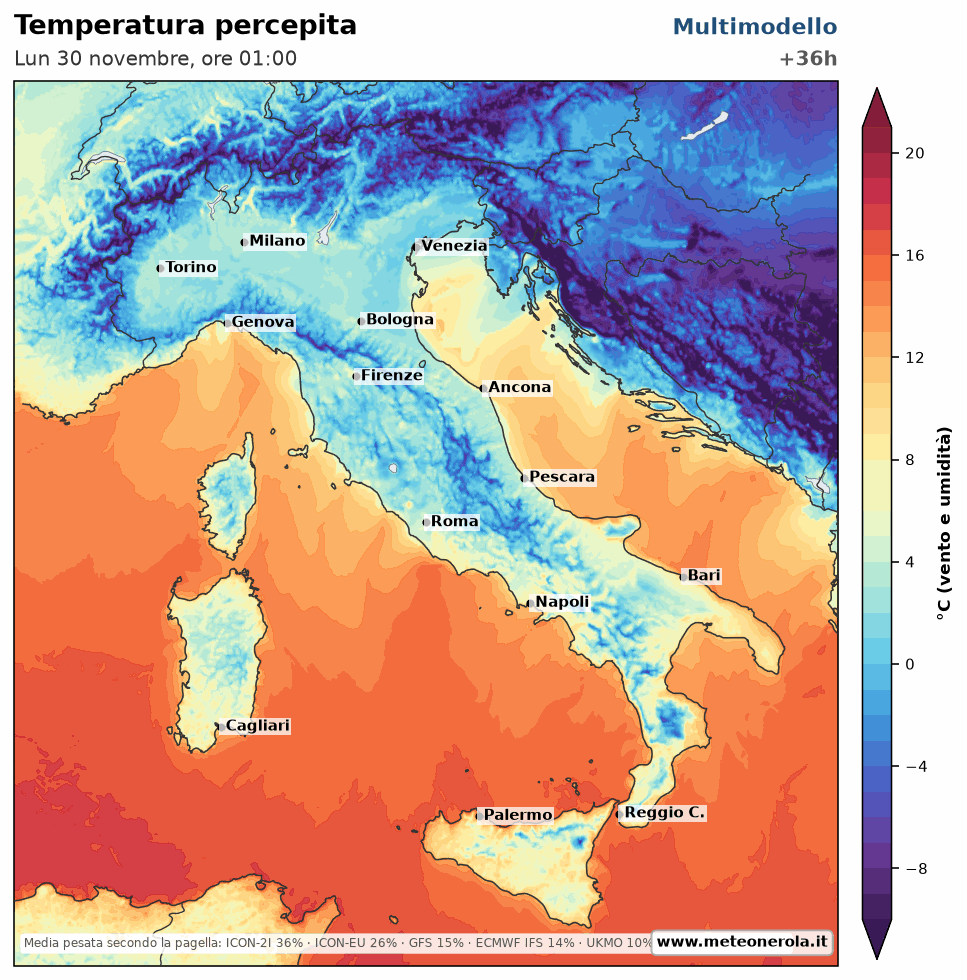 Temperatura percepita
Multimodello
Lun 30 novembre, ore 01:00
+36h
Milano
Venezia
Torino
Genova
Bologna
Firenze
Ancona
Pescara
Roma
Bari
Napoli
Cagliari
Palermo
Reggio C.
20
16
12
8
4
0
−4
−8
°C (vento e umidità)
Media pesata secondo la pagella: ICON-2I 36% · ICON-EU 26% · GFS 15% · ECMWF IFS 14% · UKMO 10%
www.meteonerola.it